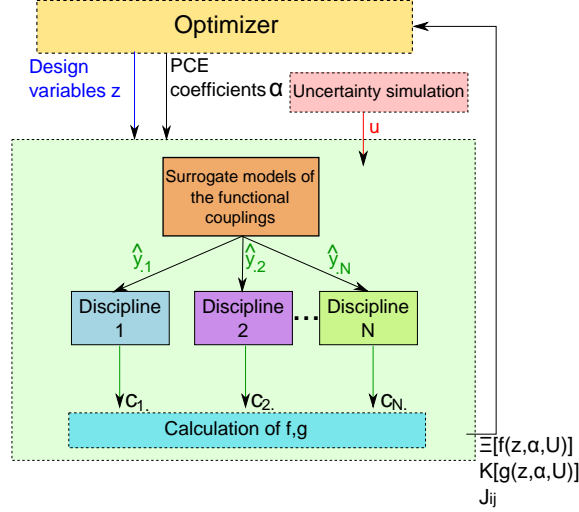 Optimizer
Design
variables z
PCE
coefficients α
Uncertainty simulation
u
Surrogate models of
the functional
couplings
ŷ.1
ŷ.2
ŷ.N
Discipline
1
Discipline
2
...
Discipline
N
c1.
c2.
cN.
Calculation of f,g
Ξ[f(z,α,U)]
K[g(z,α,U)]
Jij